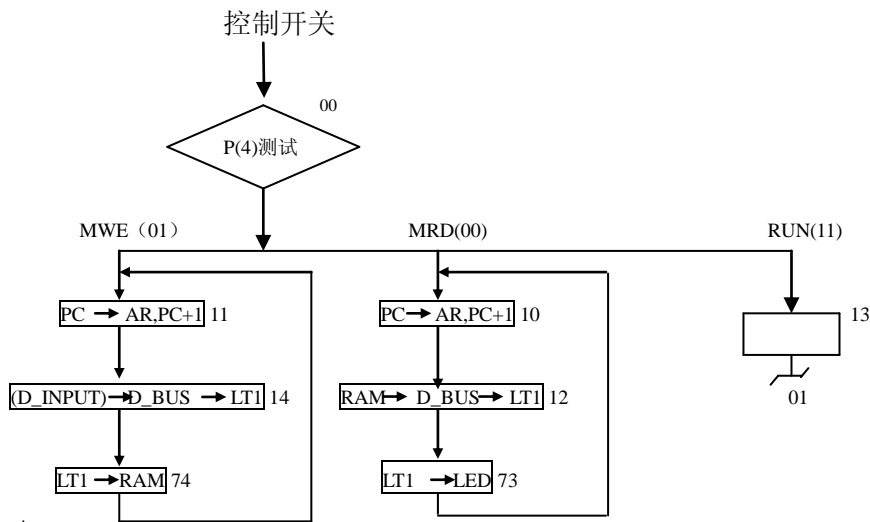 控制开关
00
P(4)测试
MWE（01）
MRD(00)
RUN(11)
PC → AR,PC+1 11
PC → AR,PC+1 10
13
(D_INPUT)→D_BUS → LT1 14
RAM → D_BUS → LT1 12
01
LT1 → RAM 74
LT1 → LED 73